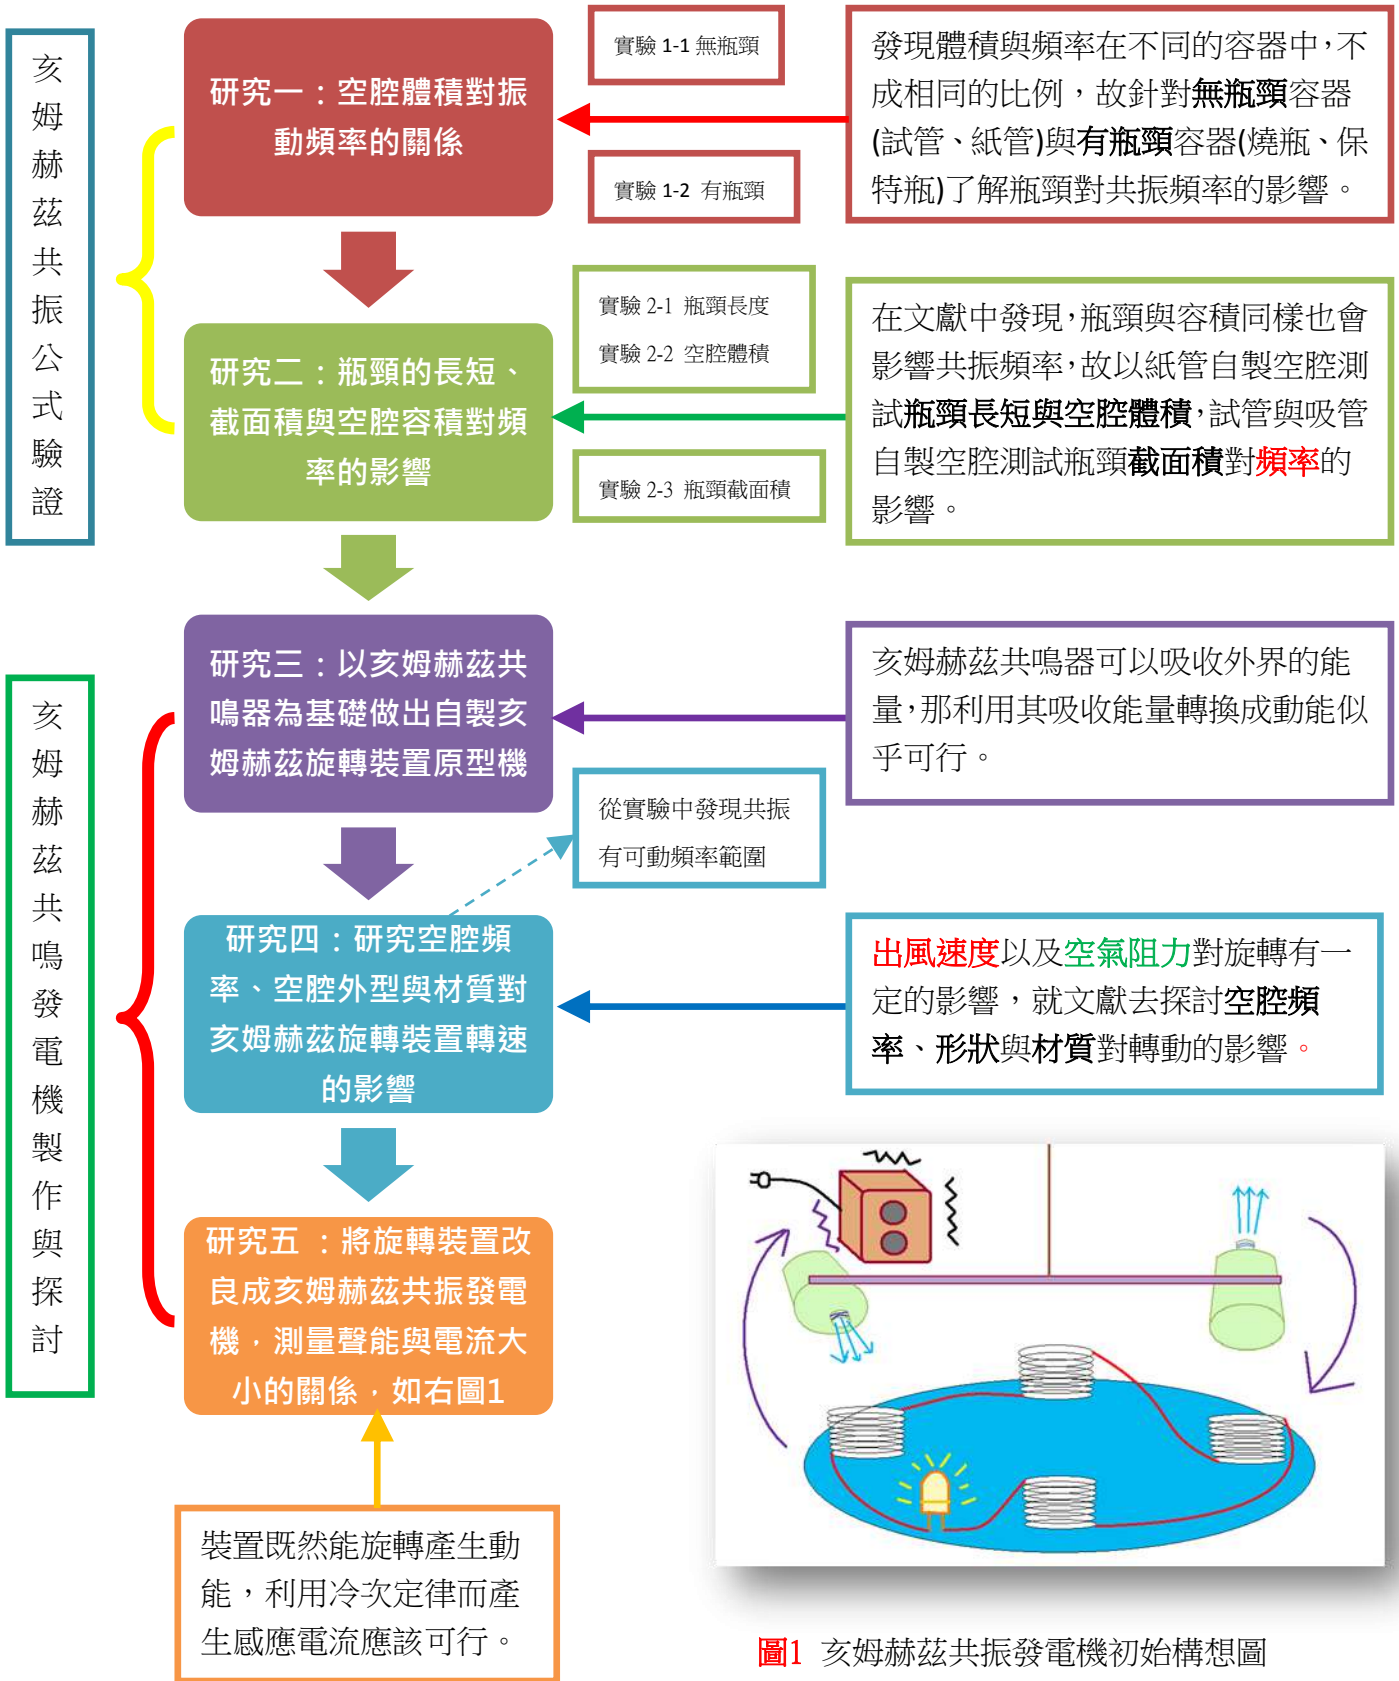 亥姆赫茲共振公式驗證
研究一：空腔體積對振
動頻率的關係
實驗 1-1 無瓶頸
實驗 1-2 有瓶頸
發現體積與頻率在不同的容器中，不
成相同的比例，故針對無瓶頸容器
(試管、紙管)與有瓶頸容器(燒瓶、保
特瓶)了解瓶頸對共振頻率的影響。
研究二：瓶頸的長短、
截面積與空腔容積對頻
率的影響
實驗 2-1 瓶頸長度
實驗 2-2 空腔體積
實驗 2-3 瓶頸截面積
在文獻中發現，瓶頸與容積同樣也會
影響共振頻率，故以紙管自製空腔測
試瓶頸長短與空腔體積，試管與吸管
自製空腔測試瓶頸截面積對頻率的
影響。
亥姆赫茲共鳴發電機製作與探討
研究三：以亥姆赫茲共
鳴器為基礎做出自製亥
姆赫茲旋轉裝置原型機
亥姆赫茲共鳴器可以吸收外界的能
量，那利用其吸收能量轉換成動能似
乎可行。
從實驗中發現共振
有可動頻率範圍
研究四：研究空腔頻
率、空腔外型與材質對
亥姆赫茲旋轉裝置轉速
的影響
出風速度以及空氣阻力對旋轉有一
定的影響，就文獻去探討空腔頻
率、形狀與材質對轉動的影響。
研究五 ：將旋轉裝置改
良成亥姆赫茲共振發電
機，測量聲能與電流大
小的關係，如右圖1
裝置既然能旋轉產生動
能，利用冷次定律而產
生感應電流應該可行。
圖1 亥姆赫茲共振發電機初始構想圖